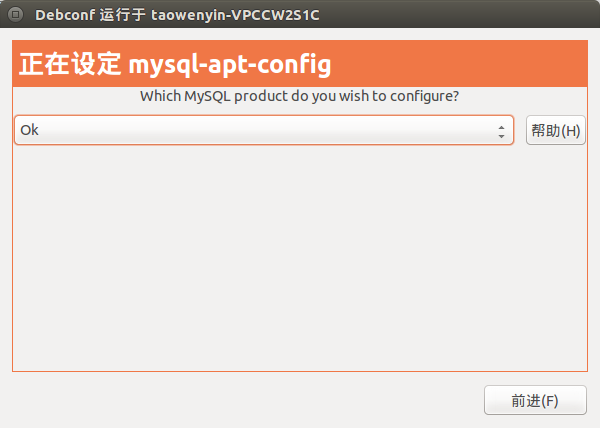 Debconf 运行于 taowenyin-VPCCW2S1C
正在设定 mysql-apt-config
Which MySQL product do you wish to configure?
Ok
帮助(H)
前进(F)